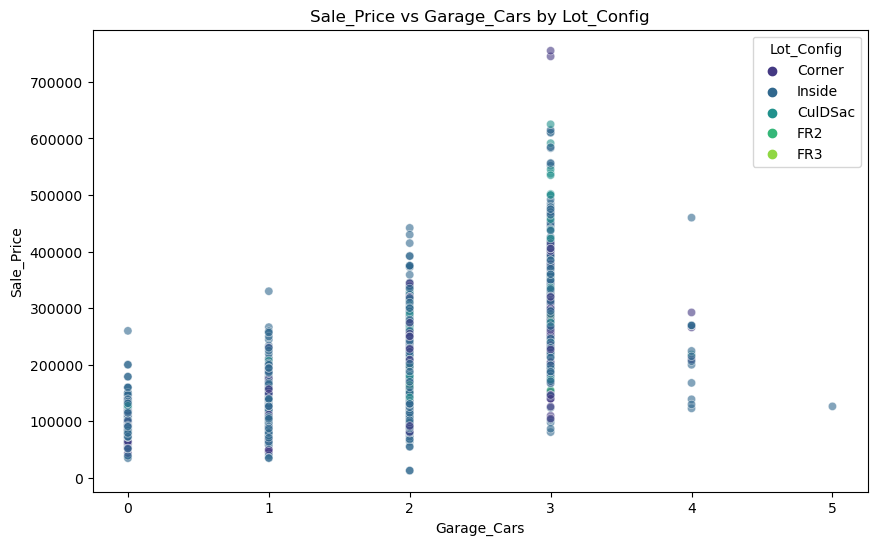 Sale_Price vs Garage_Cars by Lot_Config
Lot_Config
Corner
Inside
CulDSac
FR2
FR3
Sale_Price
700000
600000
500000
400000
300000
200000
100000
0
0 1 2 3 4 5
Garage_Cars